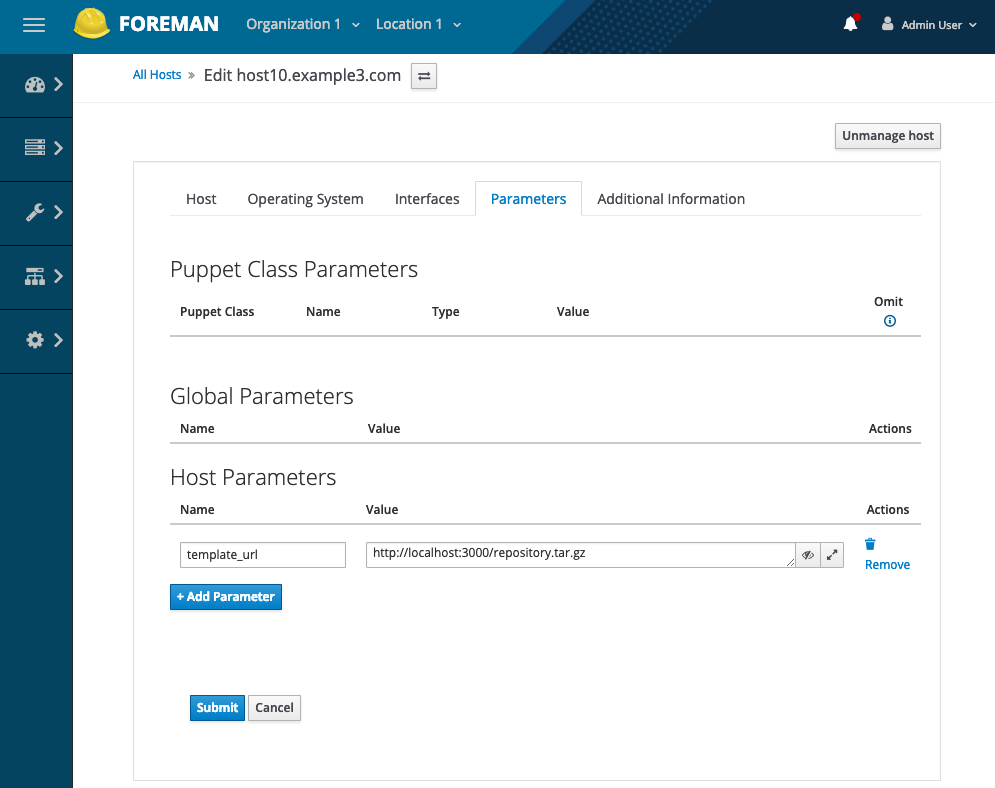 FOREMAN Organization 1 Location 1 Admin User
All Hosts » Edit host10.example3.com
Unmanage host
Host Operating System Interfaces Parameters Additional Information
Puppet Class Parameters
Puppet Class Name Type Value Omit
Global Parameters
Name Value Actions
Host Parameters
Name Value Actions
template_url http://localhost:3000/repository.tar.gz
Remove
+ Add Parameter
Submit Cancel